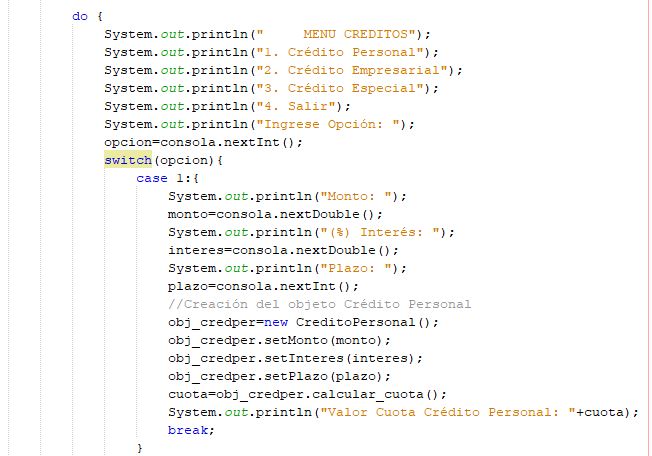 do {
System.out.println("     MENU CREDITOS");
System.out.println("1. Crédito Personal");
System.out.println("2. Crédito Empresarial");
System.out.println("3. Crédito Especial");
System.out.println("4. Salir");
System.out.println("Ingrese Opción: ");
opcion=consola.nextInt();
switch(opcion){
case 1:{
System.out.println("Monto: ");
monto=consola.nextDouble();
System.out.println("(%) Interés: ");
interes=consola.nextDouble();
System.out.println("Plazo: ");
plazo=consola.nextInt();
//Creación del objeto Crédito Personal
obj_credper=new CreditoPersonal();
obj_credper.setMonto(monto);
obj_credper.setInteres(interes);
obj_credper.setPlazo(plazo);
cuota=obj_credper.calcular_cuota();
System.out.println("Valor Cuota Crédito Personal: "+cuota);
break;
}